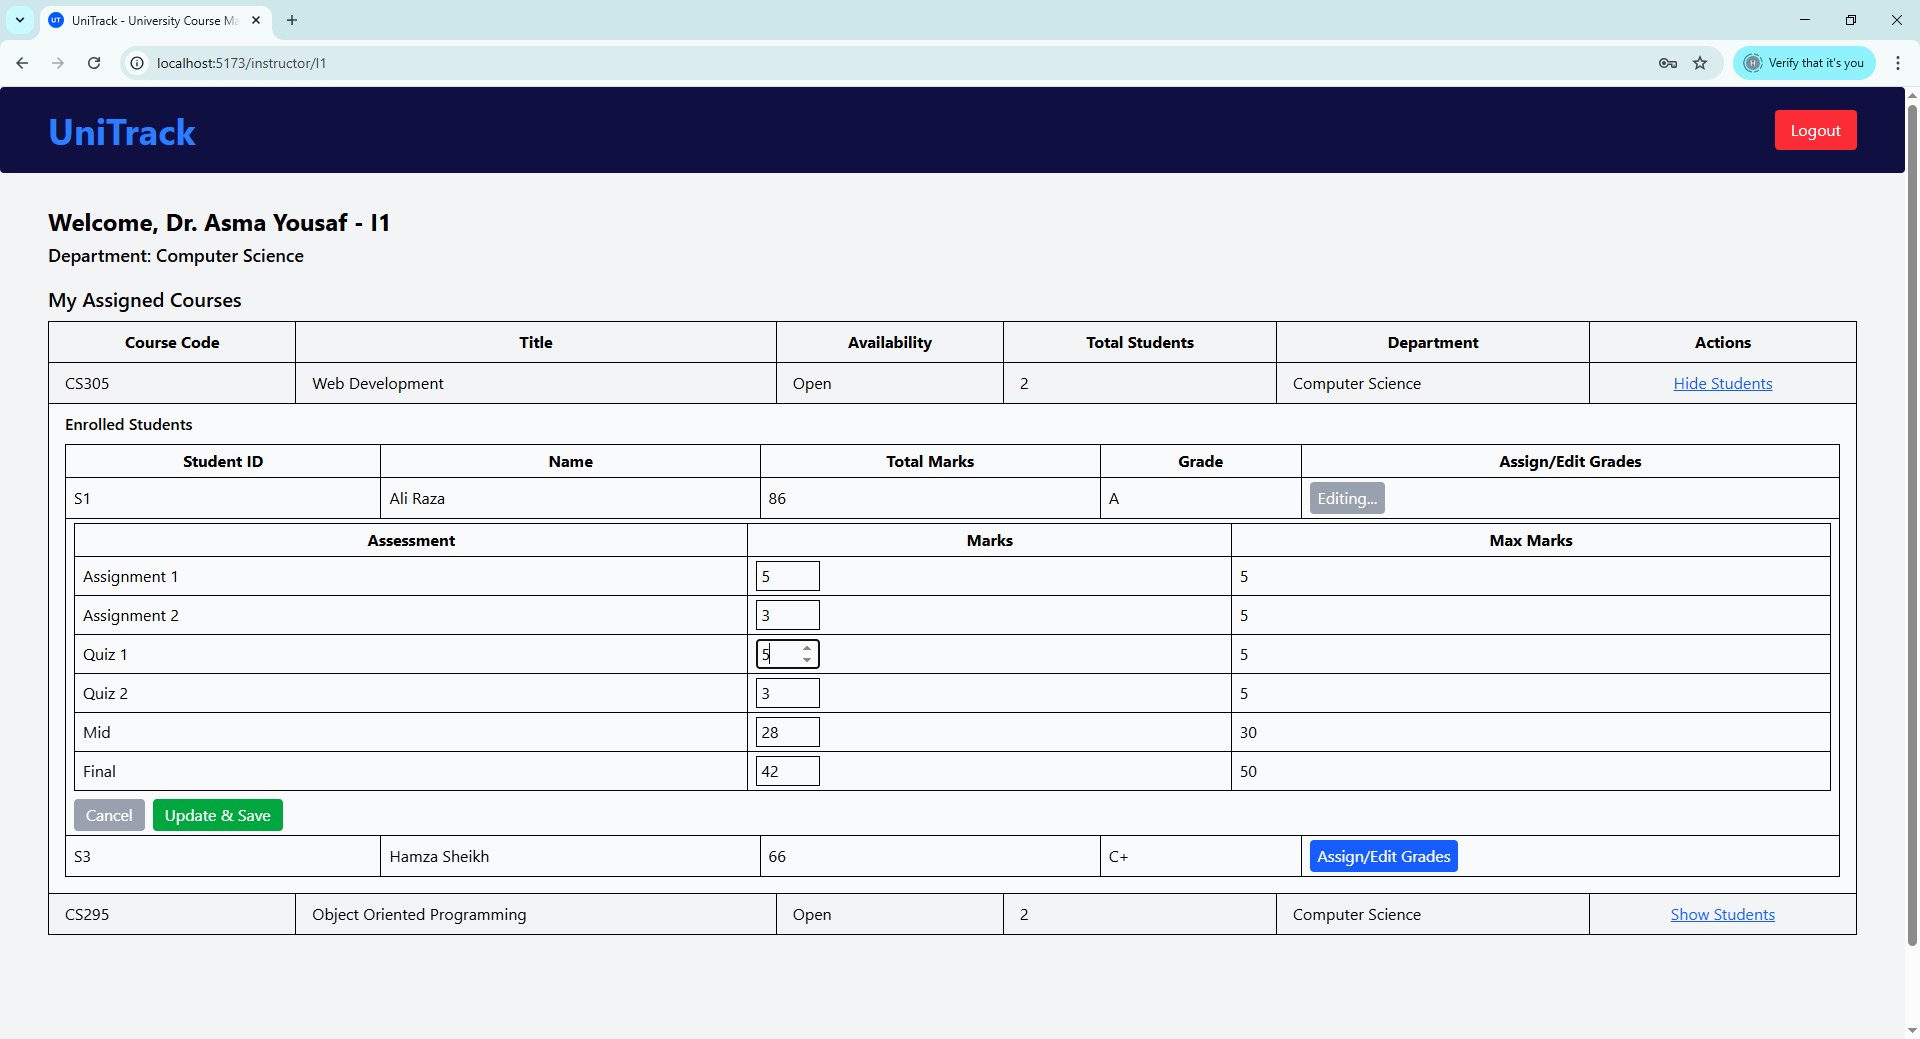 UT UniTrack - University Course Ma
localhost:5173/instructor/I1
H Verify that it's you
UniTrack
Logout
Welcome, Dr. Asma Yousaf - I1
Department: Computer Science
My Assigned Courses
Course Code Title Availability Total Students Department Actions
CS305 Web Development Open 2 Computer Science Hide Students
Enrolled Students
Student ID Name Total Marks Grade Assign/Edit Grades
S1 Ali Raza 86 A Editing...
Assessment Marks Max Marks
Assignment 1 5 5
Assignment 2 3 5
Quiz 1 5 5
Quiz 2 3 5
Mid 28 30
Final 42 50
Cancel Update & Save
S3 Hamza Sheikh 66 C+ Assign/Edit Grades
CS295 Object Oriented Programming Open 2 Computer Science Show Students